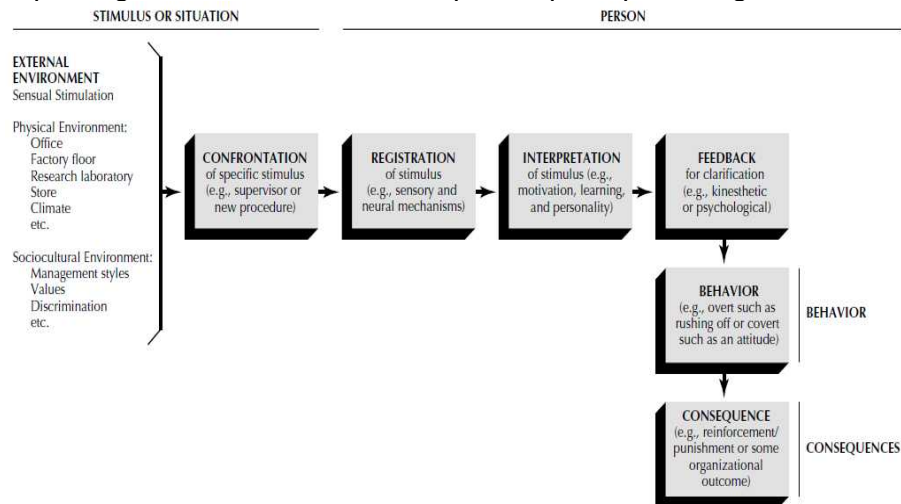 STIMULUS OR SITUATION
PERSON
EXTERNAL
ENVIRONMENT
Sensual Stimulation
Physical Environment:
Office
Factory floor
Research laboratory
Store
Climate
etc.
Sociocultural Environment:
Management styles
Values
Discrimination
etc.
CONFRONTATION
of specific stimulus
(e.g., supervisor or
new procedure)
REGISTRATION
of stimulus
(e.g., sensory and
neural mechanisms)
INTERPRETATION
of stimulus (e.g.,
motivation, learning,
and personality)
FEEDBACK
for clarification
(e.g., kinesthetic
or psychological)
BEHAVIOR
(e.g., overt such as
rushing off or covert
such as an attitude)
BEHAVIOR
CONSEQUENCE
(e.g., reinforcement/
punishment or some
organizational
outcome)
CONSEQUENCES